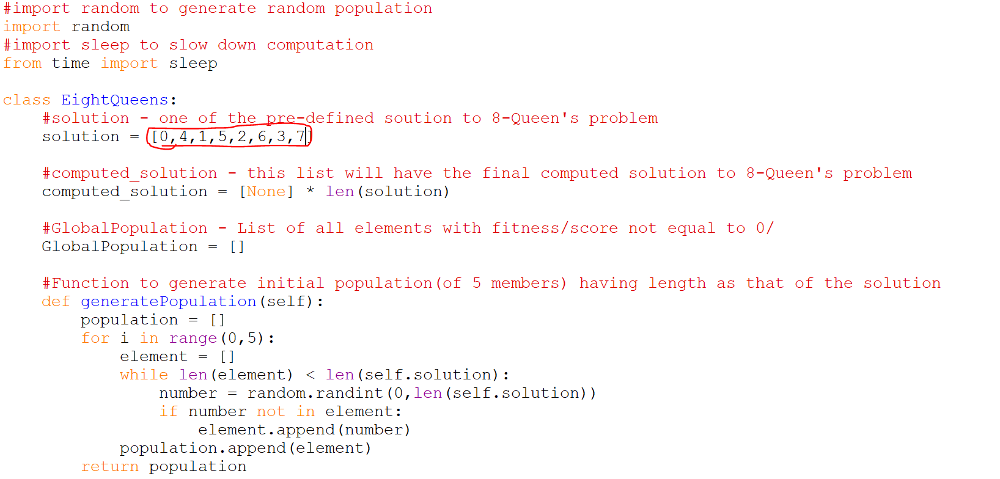 #import random to generate random population
import random
#import sleep to slow down computation
from time import sleep
class EightQueens:
#solution - one of the pre-defined soution to 8-Queen's problem
solution = [0,4,1,5,2,6,3,7]
#computed_solution - this list will have the final computed solution to 8-Queen's problem
computed_solution = [None] * len(solution)
#GlobalPopulation - List of all elements with fitness/score not equal to 0/
GlobalPopulation = []
#Function to generate initial population(of 5 members) having length as that of the solution
def generatePopulation(self):
population = []
for i in range(0,5):
element = []
while len(element) < len(self.solution):
number = random.randint(0,len(self.solution))
if number not in element:
element.append(number)
population.append(element)
return population